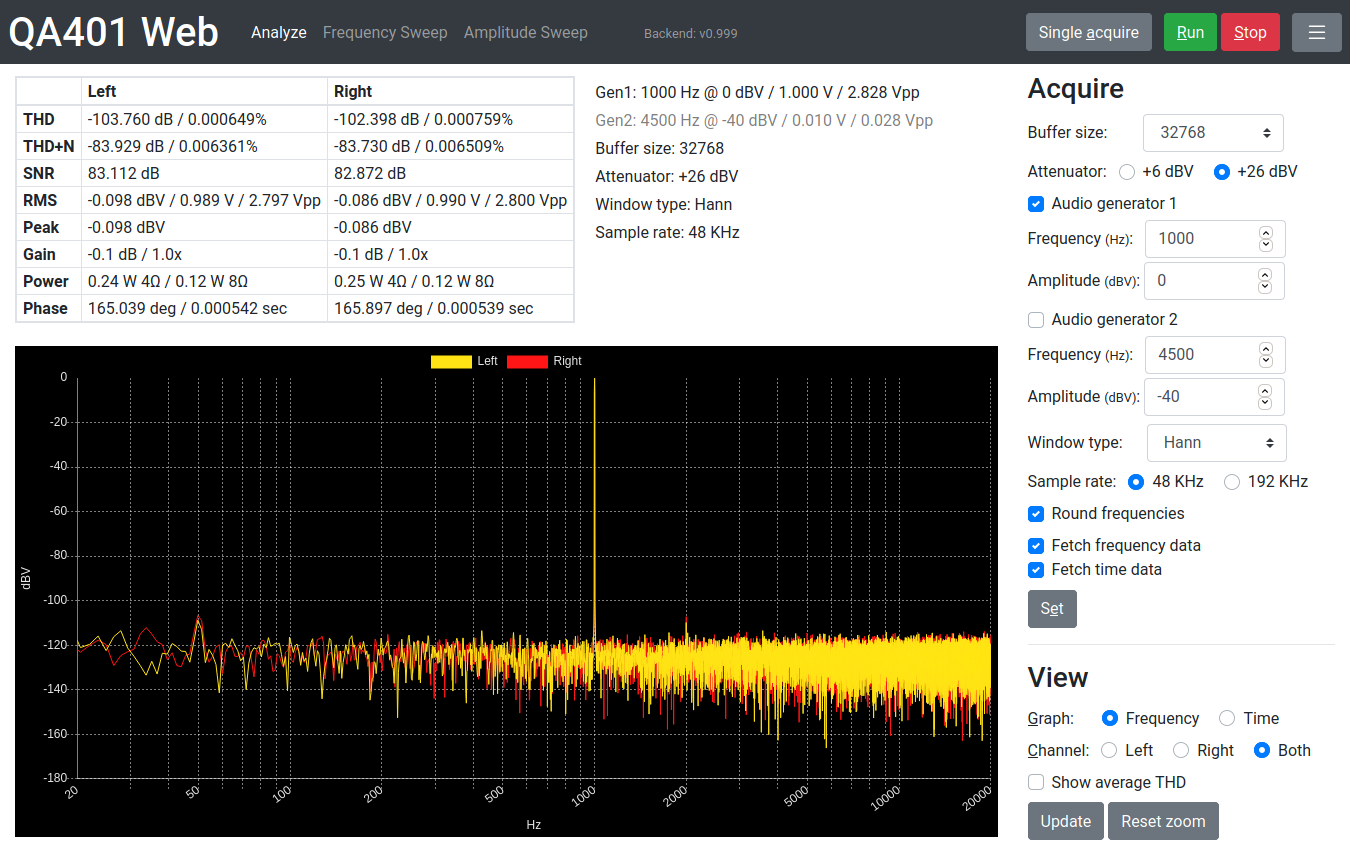 QA401 Web Analyze Frequency Sweep Amplitude Sweep Backend: v0.999 Single acquire Run Stop
Left Right
THD -103.760 dB / 0.000649% -102.398 dB / 0.000759%
THD+N -83.929 dB / 0.006361% -83.730 dB / 0.006509%
SNR 83.112 dB 82.872 dB
RMS -0.098 dBV / 0.989 V / 2.797 Vpp -0.086 dBV / 0.990 V / 2.800 Vpp
Peak -0.098 dBV -0.086 dBV
Gain -0.1 dB / 1.0x -0.1 dB / 1.0x
Power 0.24 W 4Ω / 0.12 W 8Ω 0.25 W 4Ω / 0.12 W 8Ω
Phase 165.039 deg / 0.000542 sec 165.897 deg / 0.000539 sec
Gen1: 1000 Hz @ 0 dBV / 1.000 V / 2.828 Vpp
Gen2: 4500 Hz @ -40 dBV / 0.010 V / 0.028 Vpp
Buffer size: 32768
Attenuator: +26 dBV
Window type: Hann
Sample rate: 48 KHz
Left Right
0
-20
-40
-60
-80
-100
-120
-140
-160
-180
dBV
20 50 100 200 500 1000 2000 5000 10000 20000
Hz
Acquire
Buffer size: 32768
Attenuator: +6 dBV +26 dBV
Audio generator 1
Frequency (Hz): 1000
Amplitude (dBV): 0
Audio generator 2
Frequency (Hz): 4500
Amplitude (dBV): -40
Window type: Hann
Sample rate: 48 KHz 192 KHz
Round frequencies
Fetch frequency data
Fetch time data
Set
View
Graph: Frequency Time
Channel: Left Right Both
Show average THD
Update Reset zoom